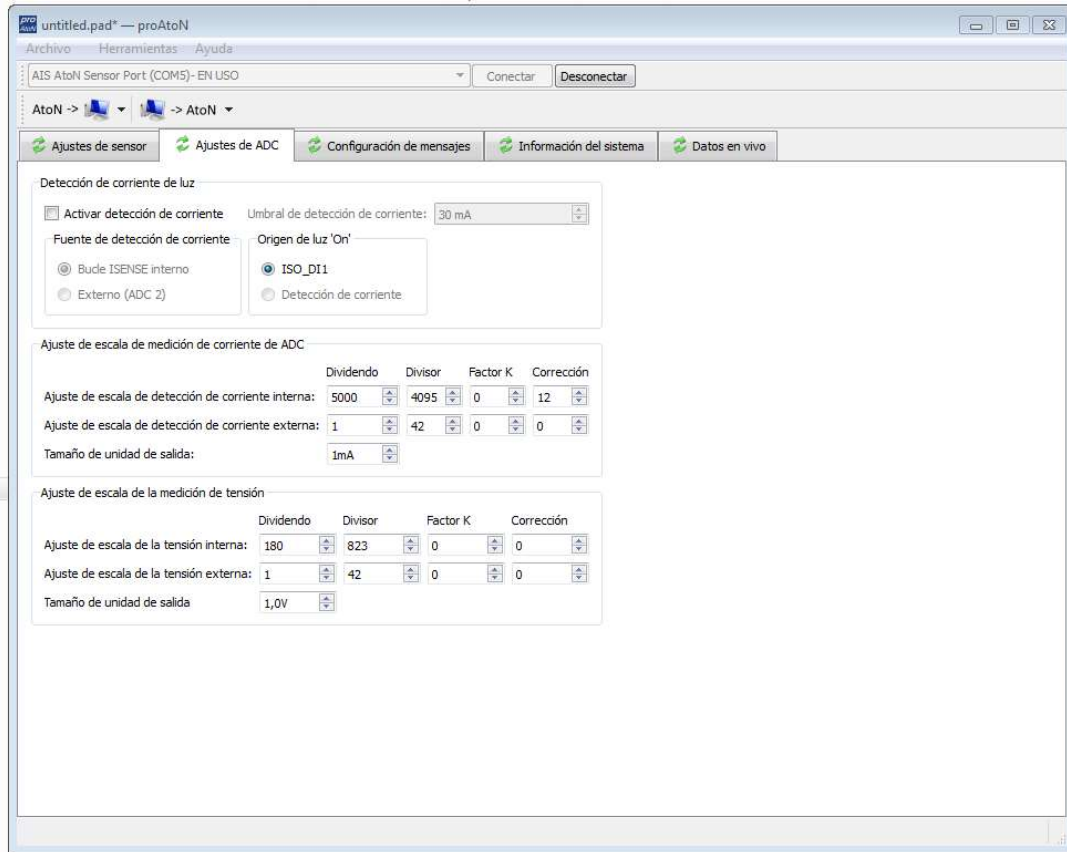 pro AtoN untitled.pad* — proAtoN
Archivo Herramientas Ayuda
AIS AtoN Sensor Port (COM5)- EN USO Conectar Desconectar
AtoN -> -> AtoN
Ajustes de sensor Ajustes de ADC Configuración de mensajes Información del sistema Datos en vivo
Detección de corriente de luz
Activar detección de corriente Umbral de detección de corriente: 30 mA
Fuente de detección de corriente Origen de luz 'On'
Bucle ISENSE interno ISO_DI1
Externo (ADC 2) Detección de corriente
Ajuste de escala de medición de corriente de ADC
Dividendo Divisor Factor K Corrección
Ajuste de escala de detección de corriente interna: 5000 4095 0 12
Ajuste de escala de detección de corriente externa: 1 42 0 0
Tamaño de unidad de salida: 1mA
Ajuste de escala de la medición de tensión
Dividendo Divisor Factor K Corrección
Ajuste de escala de la tensión interna: 180 823 0 0
Ajuste de escala de la tensión externa: 1 42 0 0
Tamaño de unidad de salida 1,0V